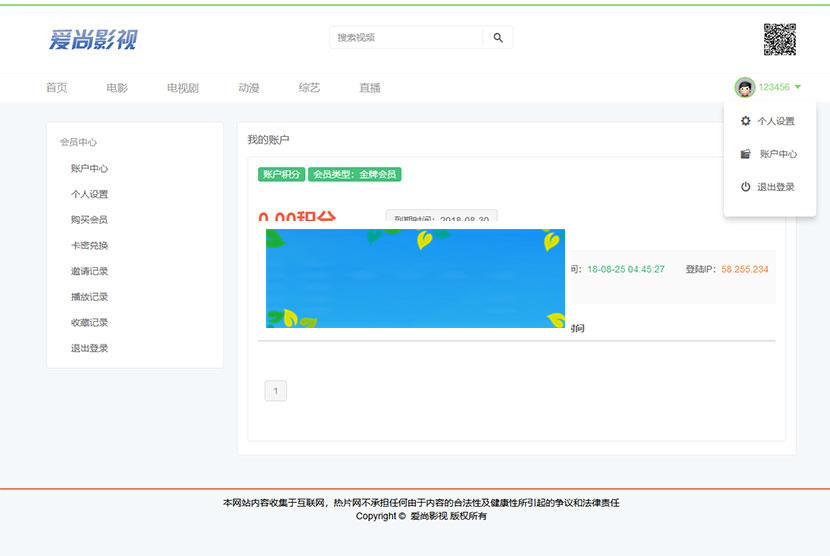 爱尚影视
搜索视频
首页 电影 电视剧 动漫 综艺 直播
123456
个人设置
账户中心
退出登录
会员中心
账户中心
个人设置
购买会员
卡密兑换
邀请记录
播放记录
收藏记录
退出登录
我的账户
账户积分 会员类型：金牌会员
0.00积分 到期时间：2018-08-30
间：18-08-25 04:45:27 登陆IP：58.255.234
时间
1
本网站内容收集于互联网，热片网不承担任何由于内容的合法性及健康性所引起的争议和法律责任
Copyright © 爱尚影视 版权所有